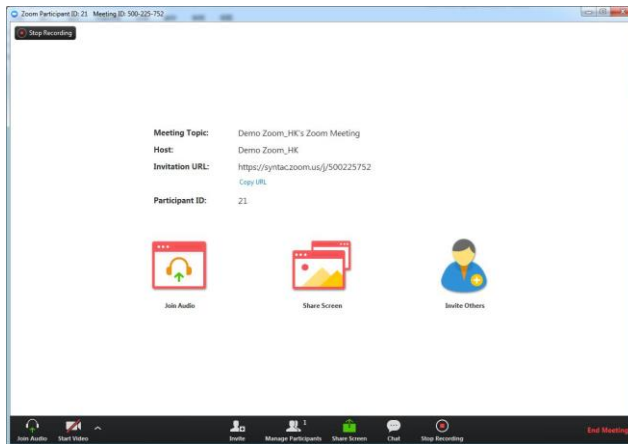 Zoom Participant ID: 21 Meeting ID: 500-225-752
Stop Recording
Meeting Topic: Demo Zoom_HK's Zoom Meeting
Host: Demo Zoom_HK
Invitation URL: https://syntac.zoom.us/j/500225752
Copy URL
Participant ID: 21
Join Audio Share Screen Invite Others
1
Join Audio Start Video Invite Manage Participants Share Screen Chat Stop Recording End Meeting